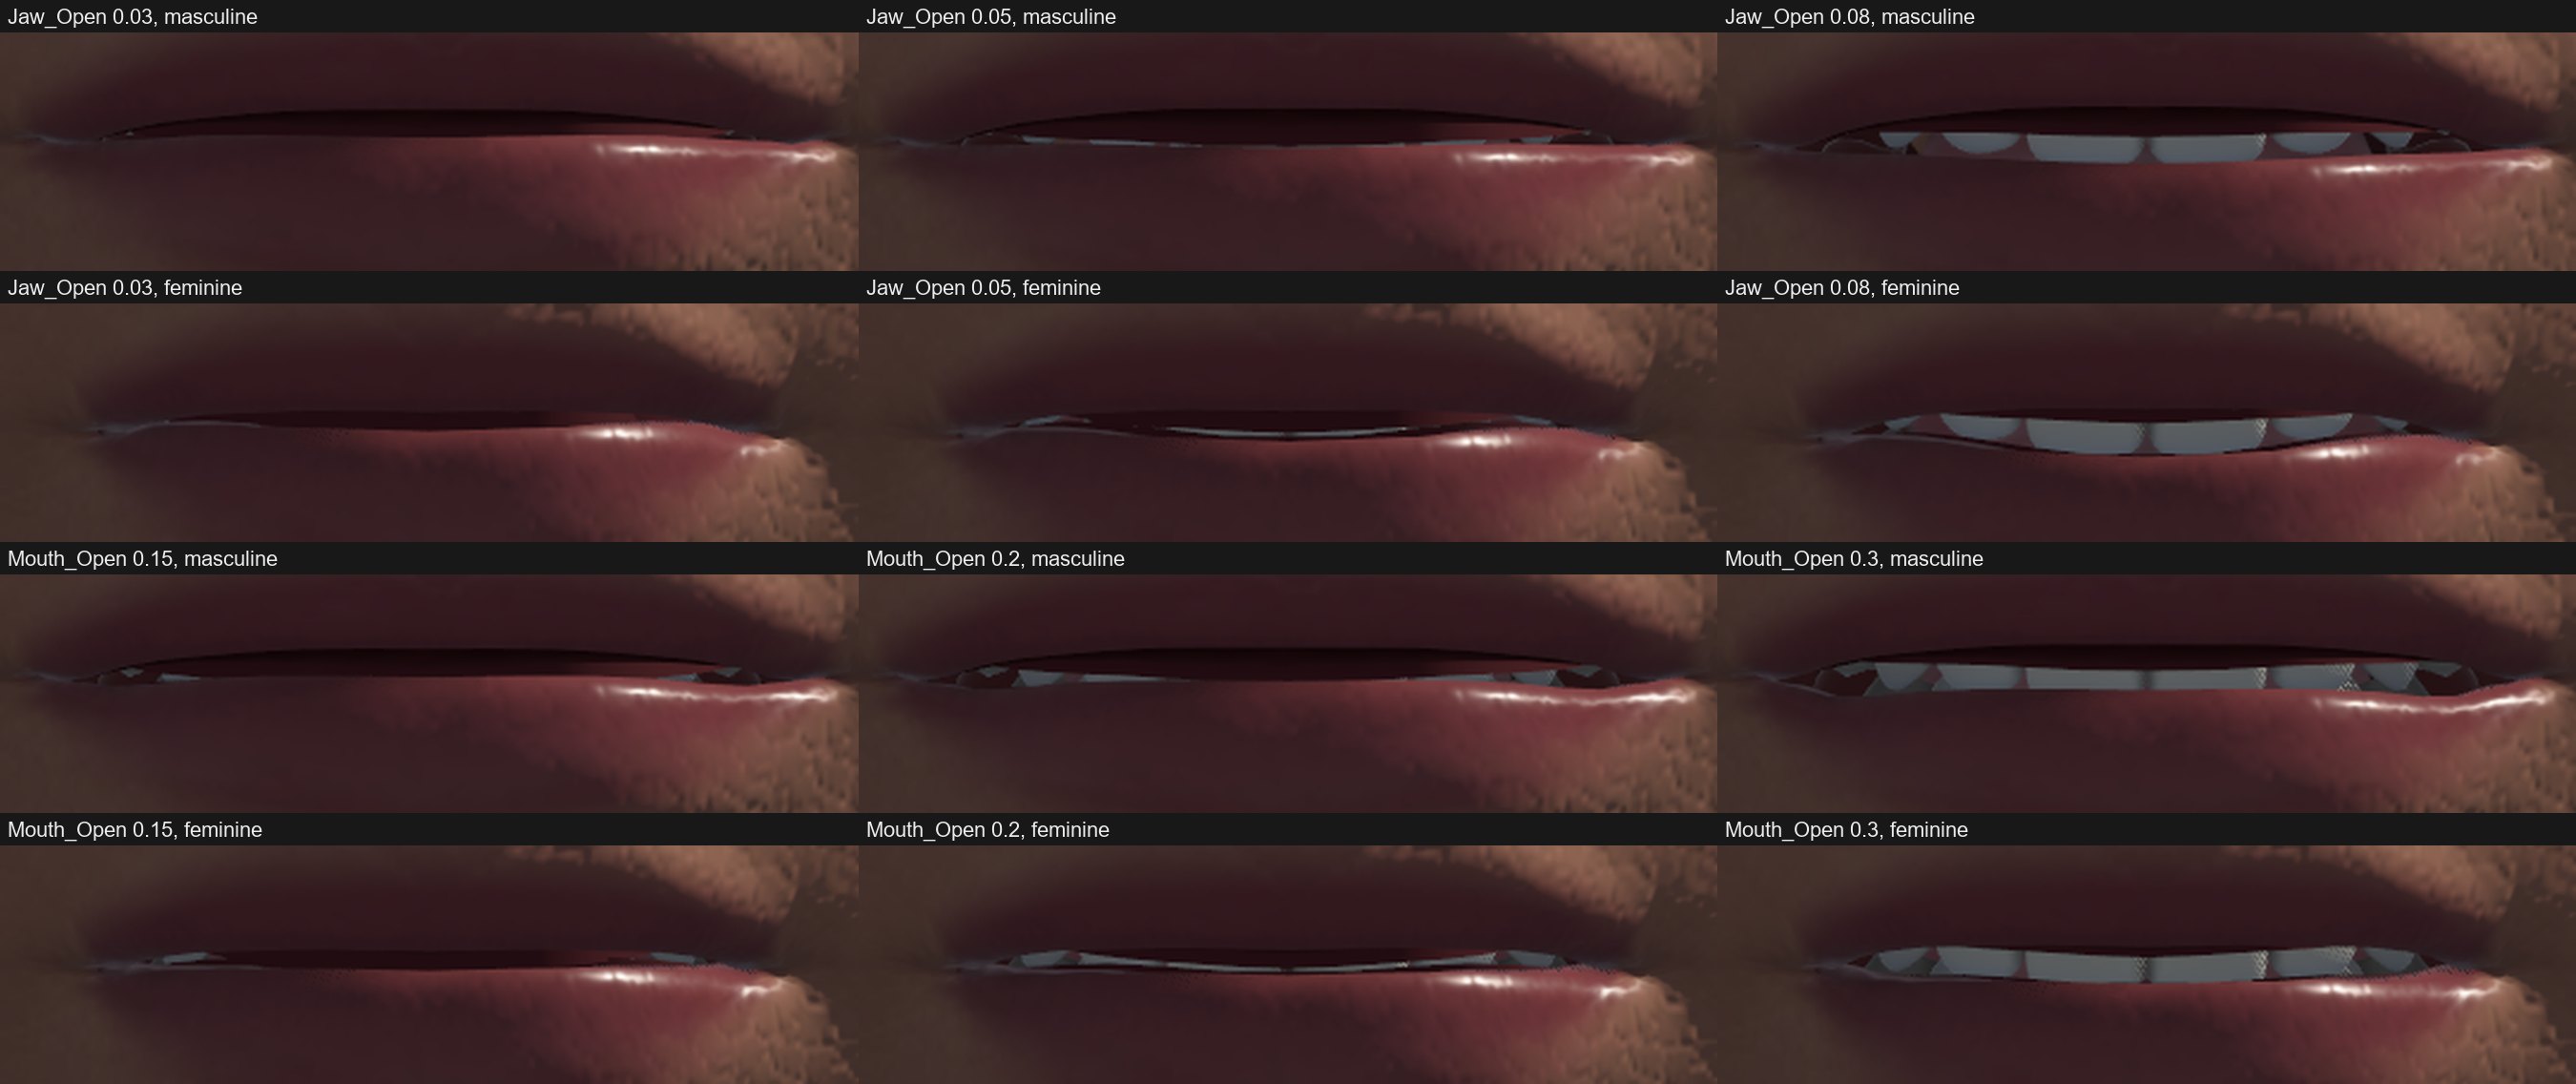 Jaw_Open 0.03, masculine
Jaw_Open 0.05, masculine
Jaw_Open 0.08, masculine
Jaw_Open 0.03, feminine
Jaw_Open 0.05, feminine
Jaw_Open 0.08, feminine
Mouth_Open 0.15, masculine
Mouth_Open 0.2, masculine
Mouth_Open 0.3, masculine
Mouth_Open 0.15, feminine
Mouth_Open 0.2, feminine
Mouth_Open 0.3, feminine